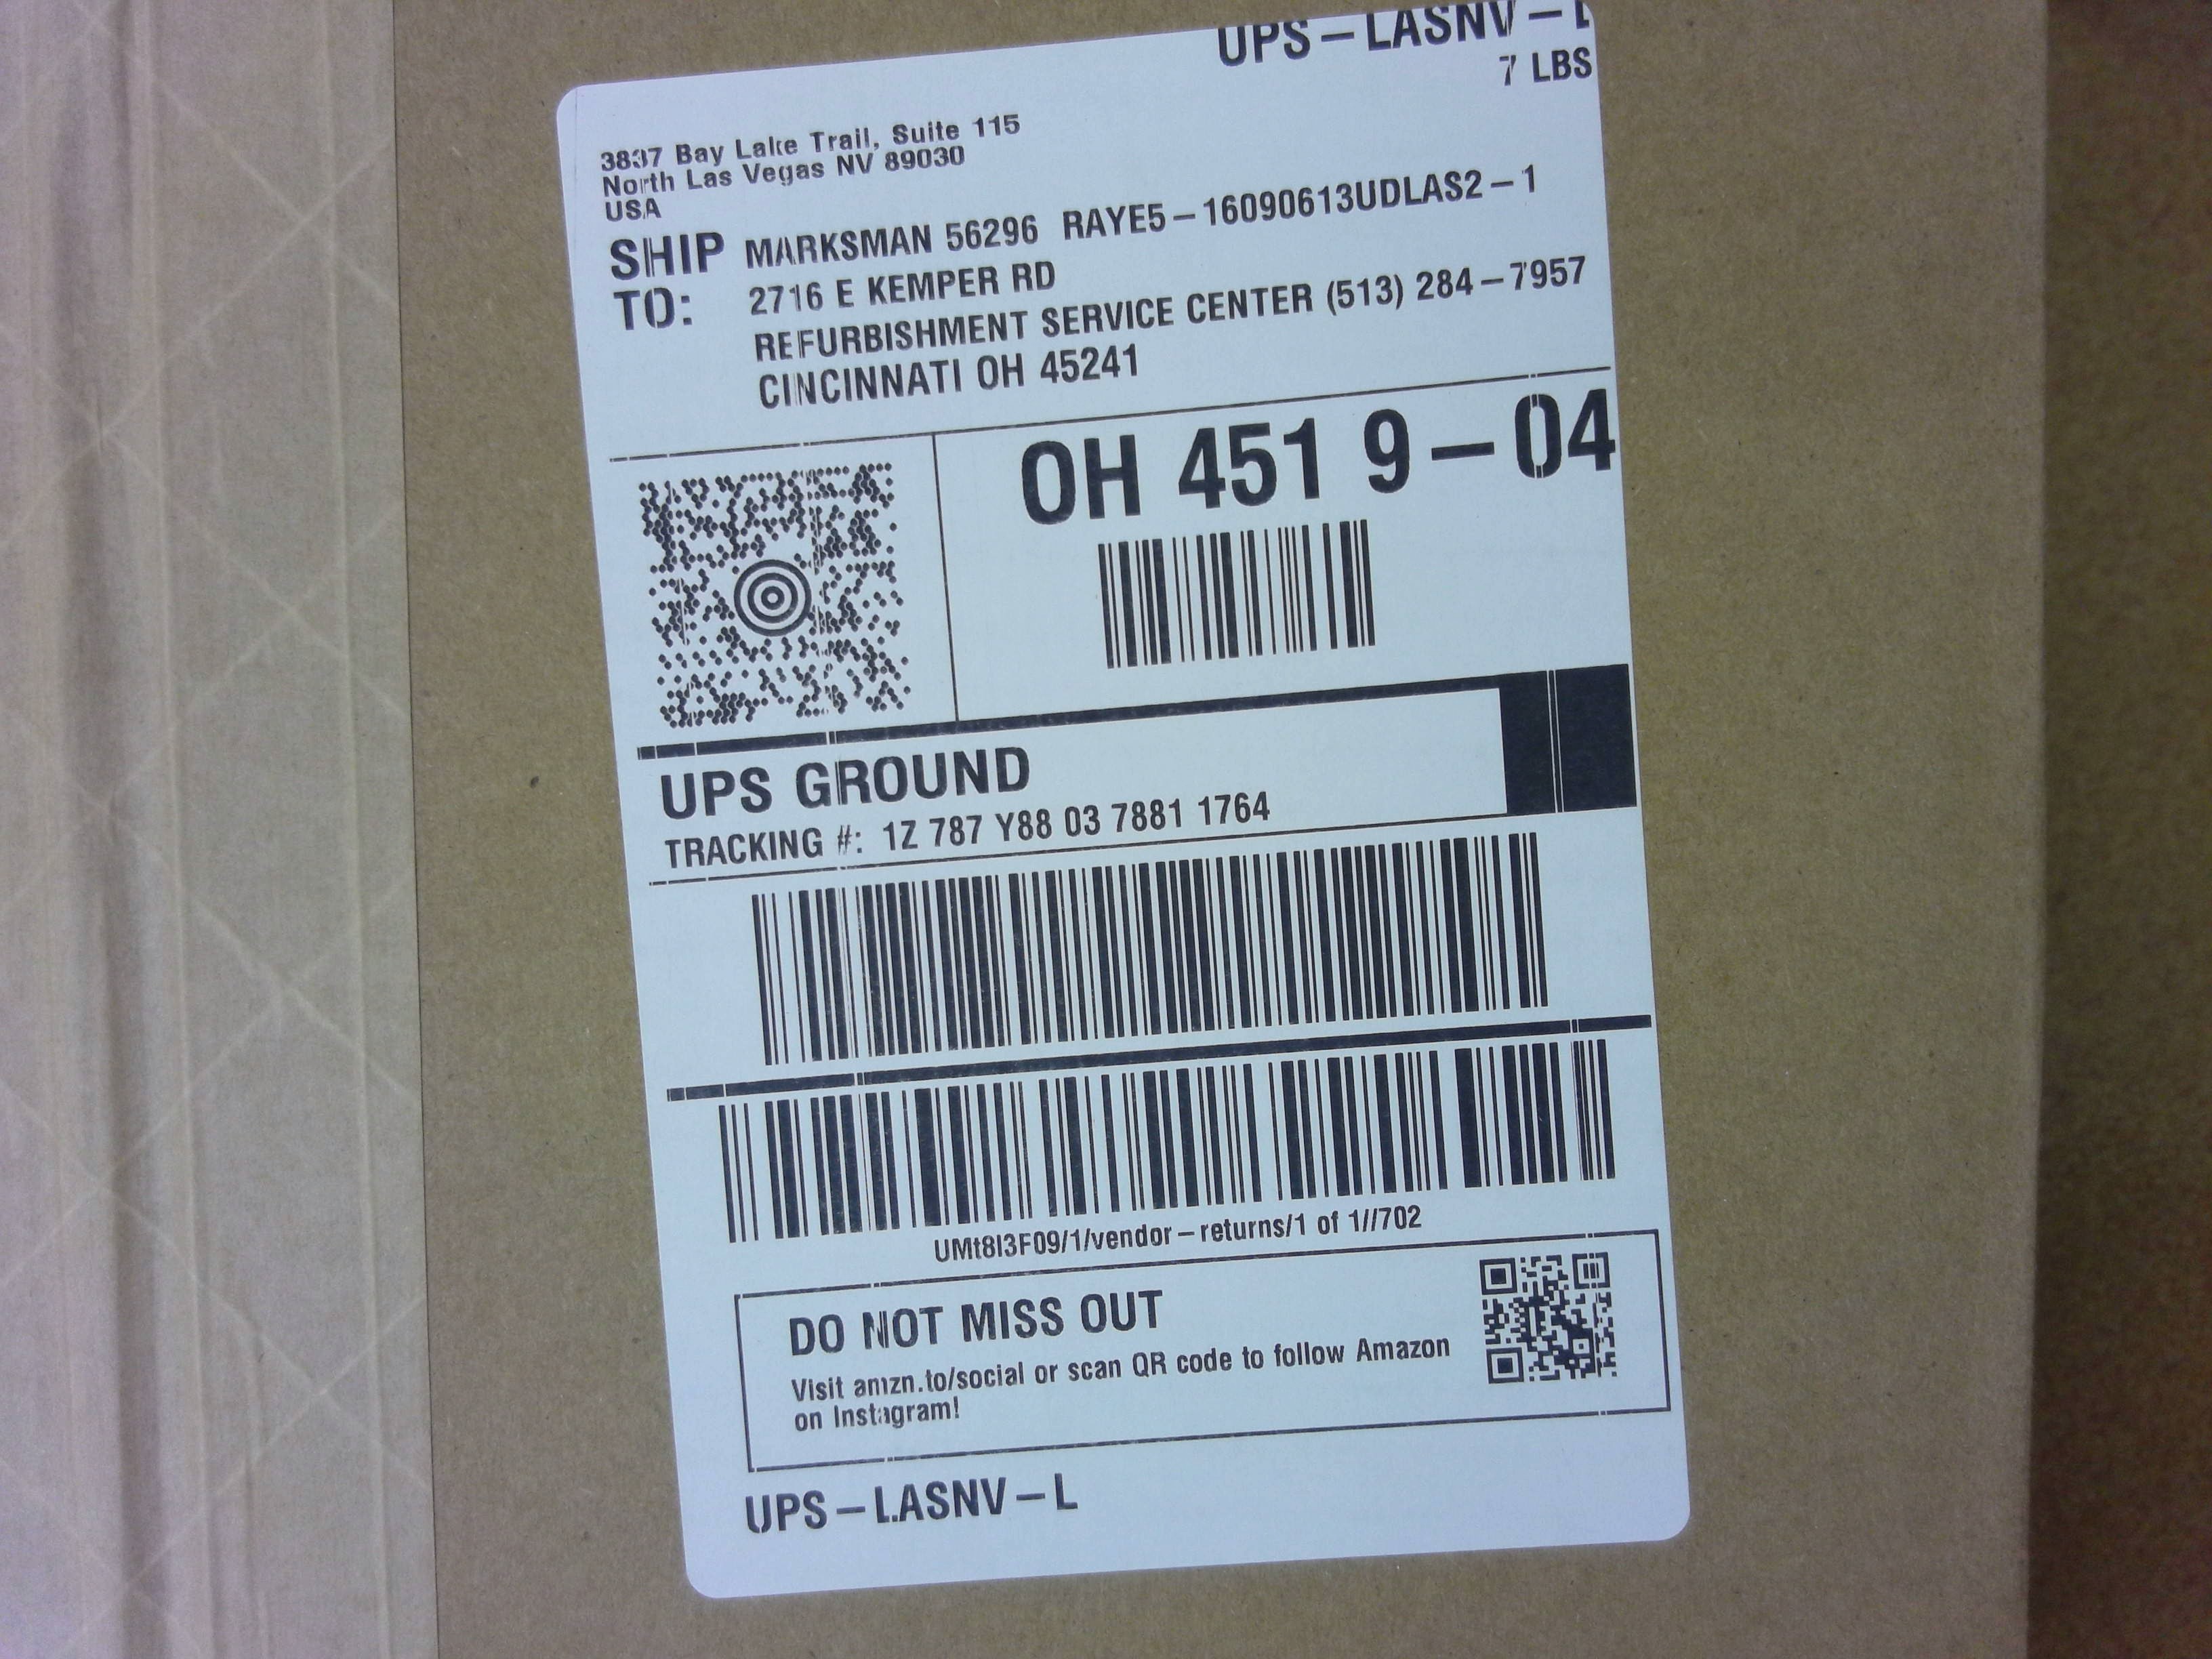 UPS-LASNV-L
7 LBS
3837 Bay Lake Trail, Suite 115
North Las Vegas NV 89030
USA
SHIP TO: MARKSMAN 56296 RAYE5-16090613UDLAS2-1
2716 E KEMPER RD
REFURBISHMENT SERVICE CENTER (513) 284-7957
CINCINNATI OH 45241
OH 451 9-04
UPS GROUND
TRACKING #: 1Z 787 Y88 03 7881 1764
UMt8I3F09/1/vendor-returns/1 of 1//702
DO NOT MISS OUT
Visit amzn.to/social or scan QR code to follow Amazon
on Instagram!
UPS-LASNV-L